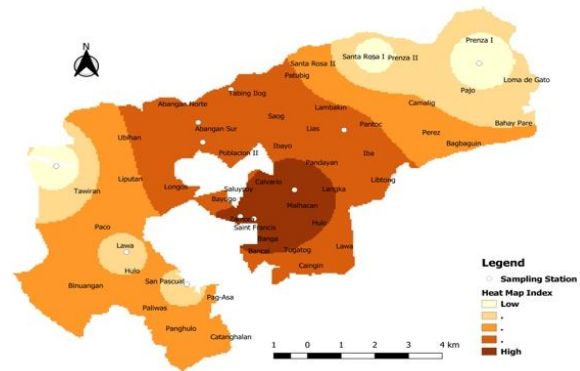 N
Prenza I
Santa Rosa I
Prenza II
Santa Rosa II
Patubig
Loma de Gato
Pajo
Tabing Ilog
Abangan Norte
Lambakin
Camalig
Saog
Bahay Pare
Ubihan
Abangan Sur
Lias
Pantoc
Perez
Bagbaguin
Ibayo
Poblacion II
Iba
Pandayan
Liputan
Calvario
Libtong
Tawiran
Longos
Saluysoy
Langka
Bayugo
Malhacan
Paco
Saint Francis
Hulo
Lawa
Banga
Lawa
Bancal
Tugatog
Hulo
Caingin
San Pascual
Binuangan
Pag-Asa
Paliwas
Panghulo
Catanghalan
Legend
Sampling Station
Heat Map Index
Low
.
.
.
High
1 0 1 2 3 4 km